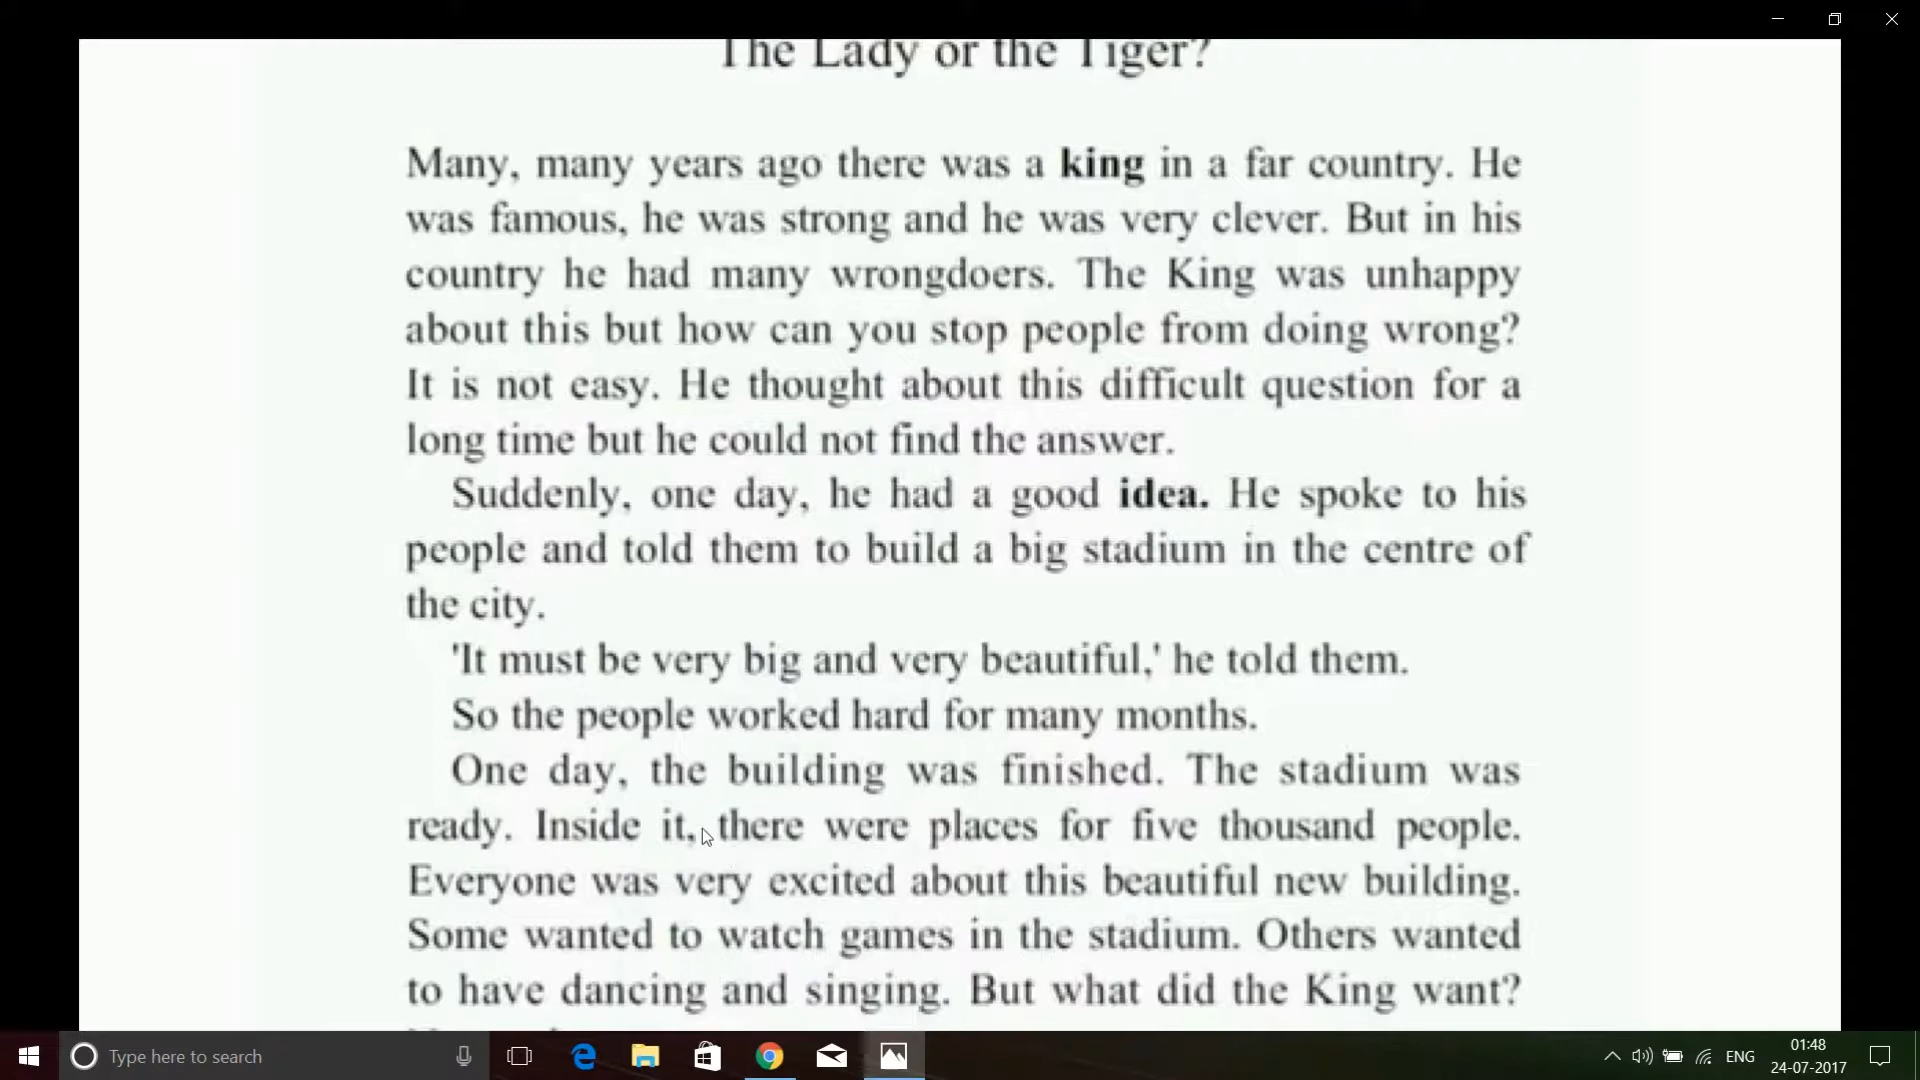 The Lady or the Tiger?
Many, many years ago there was a king in a far country. He
was famous, he was strong and he was very clever. But in his
country he had many wrongdoers. The King was unhappy
about this but how can you stop people from doing wrong?
It is not easy. He thought about this difficult question for a
long time but he could not find the answer.
Suddenly, one day, he had a good idea. He spoke to his
people and told them to build a big stadium in the centre of
the city.
'It must be very big and very beautiful,' he told them.
So the people worked hard for many months.
One day, the building was finished. The stadium was
ready. Inside it, there were places for five thousand people.
Everyone was very excited about this beautiful new building.
Some wanted to watch games in the stadium. Others wanted
to have dancing and singing. But what did the King want?
Type here to search
ENG
01:48
24-07-2017